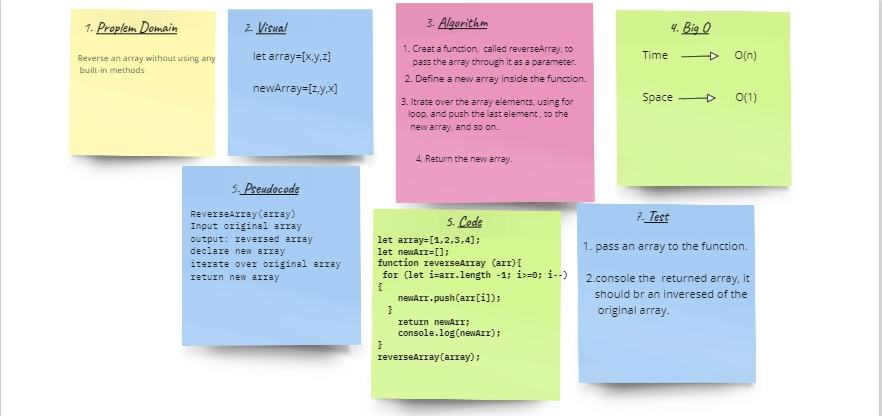 1. Proplem Domain
Reverse an array without using any
built-in methods
2. Visual
let array=[x,y,z]
newArray=[z,y,x]
3. Algorithm
1. Creat a function, called reverseArray, to
pass the array through it as a parameter.
2. Define a new array inside the function.
3. Itrate over the array elements, using for
loop, and push the last element , to the
new array, and so on..
4. Return the new array.
4. Big O
Time O(n)
Space O(1)
5. Pseudocode
ReverseArray(array)
Input original array
output: reversed array
declare new array
iterate over original array
return new array
5. Code
let array=[1,2,3,4];
let newArr=[];
function reverseArray (arr){
for (let i=arr.length -1; i>=0; i--)
{
newArr.push(arr[i]);
}
return newArr;
console.log(newArr);
}
reverseArray(array);
7. Test
1. pass an array to the function.
2.console the returned array, it
should br an inveresed of the
original array.